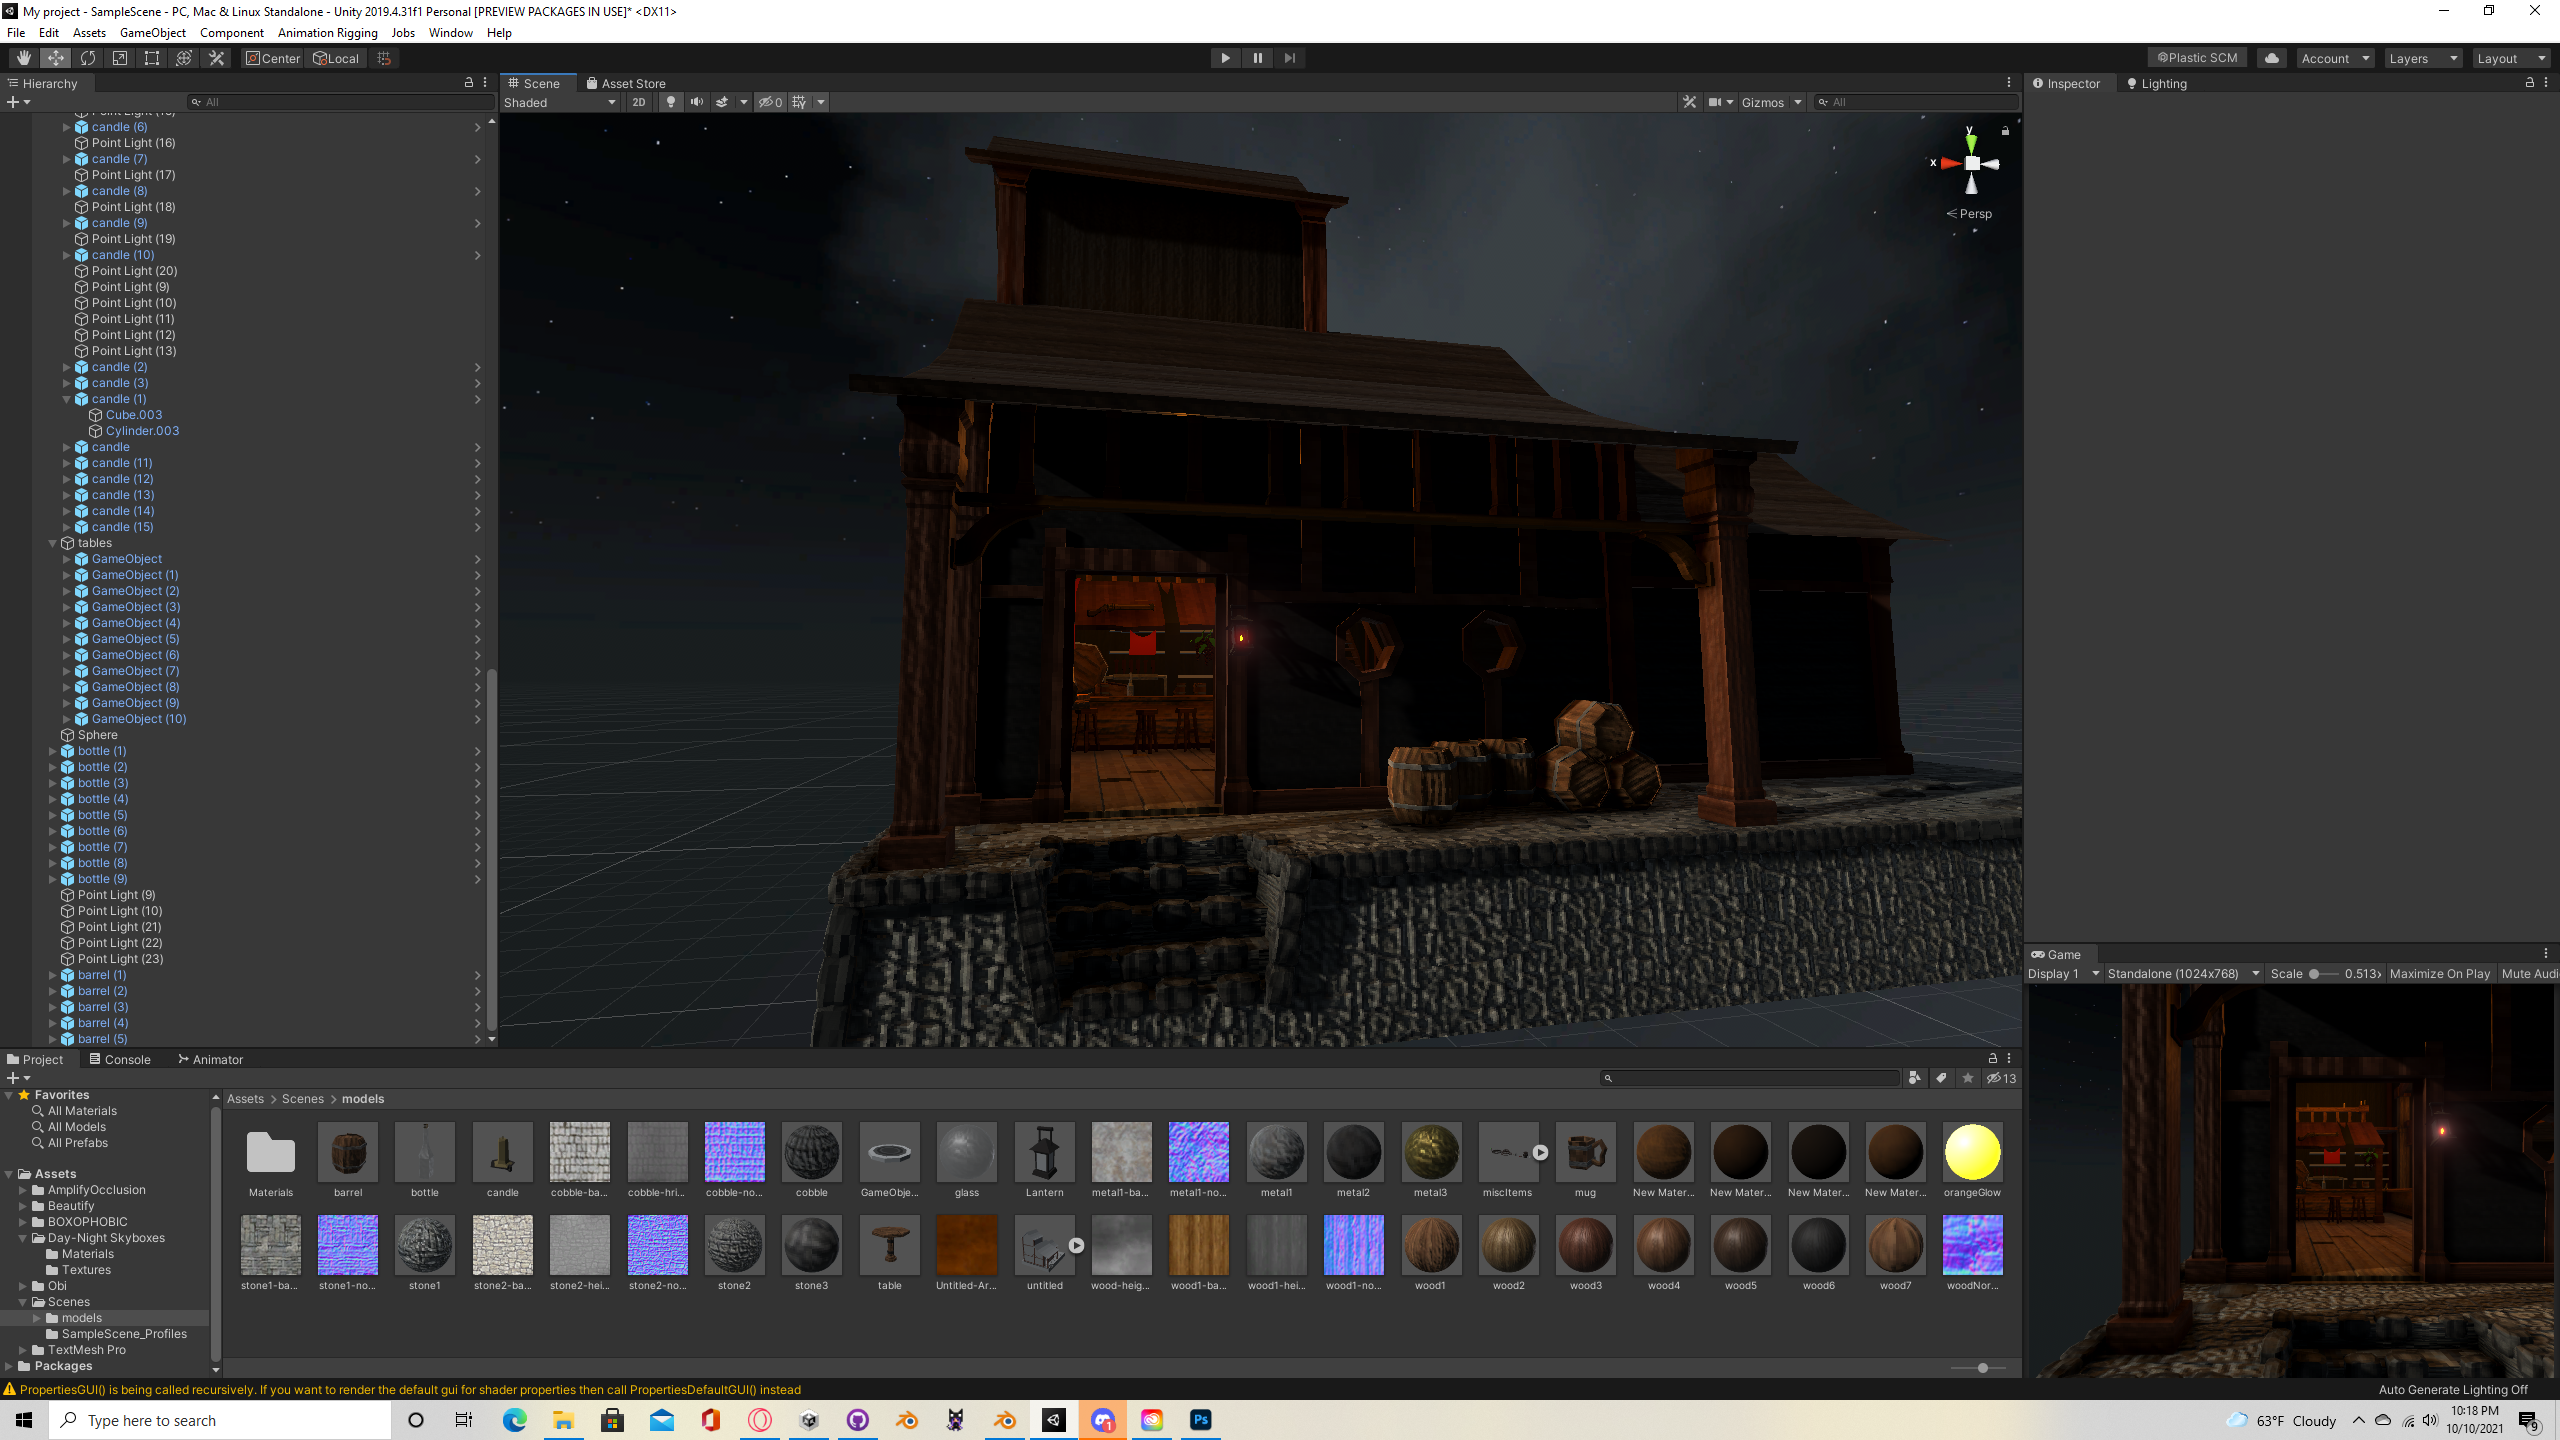 My project - SampleScene - PC, Mac & Linux Standalone - Unity 2019.4.31f1 Personal [PREVIEW PACKAGES IN USE]* <DX11>
File Edit Assets GameObject Component Animation Rigging Jobs Window Help
Center Local Plastic SCM Account Layers Layout
Hierarchy
All
candle (6)
Point Light (16)
candle (7)
Point Light (17)
candle (8)
Point Light (18)
candle (9)
Point Light (19)
candle (10)
Point Light (20)
Point Light (9)
Point Light (10)
Point Light (11)
Point Light (12)
Point Light (13)
candle (2)
candle (3)
candle (1)
Cube.003
Cylinder.003
candle
candle (11)
candle (12)
candle (13)
candle (14)
candle (15)
tables
GameObject
GameObject (1)
GameObject (2)
GameObject (3)
GameObject (4)
GameObject (5)
GameObject (6)
GameObject (7)
GameObject (8)
GameObject (9)
GameObject (10)
Sphere
bottle (1)
bottle (2)
bottle (3)
bottle (4)
bottle (5)
bottle (6)
bottle (7)
bottle (8)
bottle (9)
Point Light (9)
Point Light (10)
Point Light (21)
Point Light (22)
Point Light (23)
barrel (1)
barrel (2)
barrel (3)
barrel (4)
barrel (5)
Scene Asset Store
Shaded 2D 0 Gizmos All
y
x
Persp
Inspector Lighting
Game
Display 1 Standalone (1024x768) Scale 0.513x Maximize On Play Mute Audi
Project Console Animator
13
Favorites
All Materials
All Models
All Prefabs
Assets
AmplifyOcclusion
Beautify
BOXOPHOBIC
Day-Night Skyboxes
Materials
Textures
Obi
Scenes
models
SampleScene_Profiles
TextMesh Pro
Packages
Assets > Scenes > models
Materials barrel bottle candle cobble-ba... cobble-hri... cobble-no... cobble GameObje... glass Lantern metal1-ba... metal1-no... metal1 metal2 metal3 miscItems mug New Mater... New Mater... New Mater... New Mater... orangeGlow
stone1-ba... stone1-no... stone1 stone2-ba... stone2-hei... stone2-no... stone2 stone3 table Untitled-Ar... untitled wood-heig... wood1-ba... wood1-hei... wood1-no... wood1 wood2 wood3 wood4 wood5 wood6 wood7 woodNor...
PropertiesGUI() is being called recursively. If you want to render the default gui for shader properties then call PropertiesDefaultGUI() instead
Auto Generate Lighting Off
Type here to search
1
Ps
63°F Cloudy
10:18 PM
10/10/2021
9